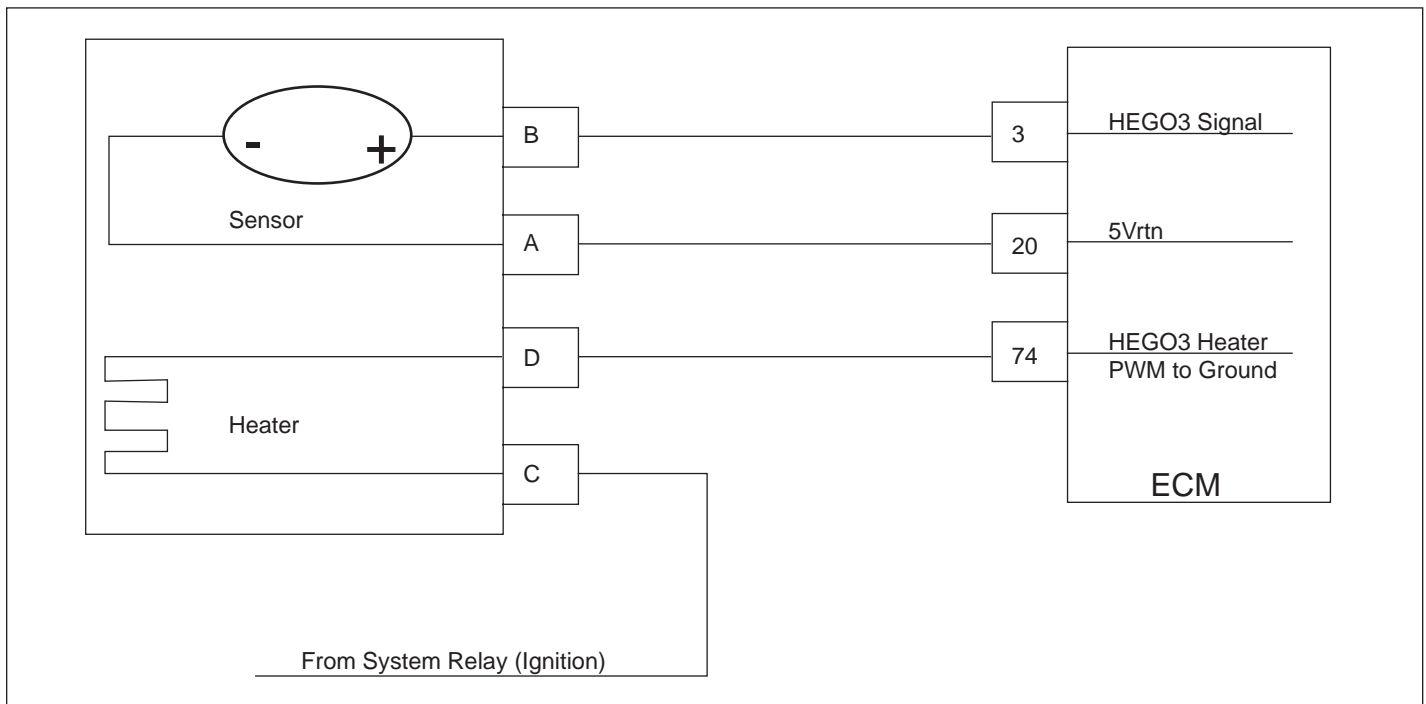 B
3
HEGO3 Signal
- +
Sensor
A
20
5Vrtn
D
74
HEGO3 Heater
PWM to Ground
Heater
C
ECM
From System Relay (Ignition)